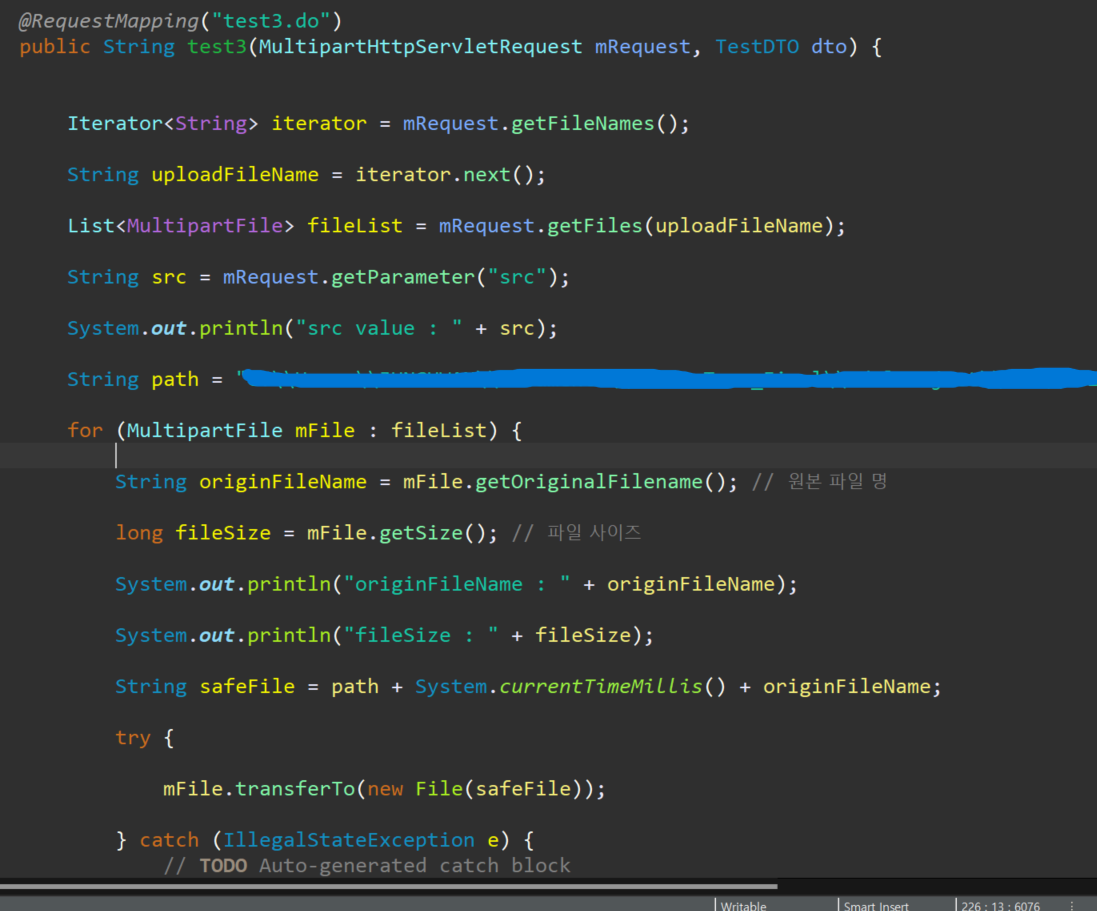 @RequestMapping("test3.do")
public String test3(MultipartHttpServletRequest mRequest, TestDTO dto) {
Iterator<String> iterator = mRequest.getFileNames();
String uploadFileName = iterator.next();
List<MultipartFile> fileList = mRequest.getFiles(uploadFileName);
String src = mRequest.getParameter("src");
System.out.println("src value : " + src);
String path = "
for (MultipartFile mFile : fileList) {
String originFileName = mFile.getOriginalFilename(); // 원본 파일 명
long fileSize = mFile.getSize(); // 파일 사이즈
System.out.println("originFileName : " + originFileName);
System.out.println("fileSize : " + fileSize);
String safeFile = path + System.currentTimeMillis() + originFileName;
try {
mFile.transferTo(new File(safeFile));
} catch (IllegalStateException e) {
// TODO Auto-generated catch block
Writable Smart Insert 226 : 13 : 6076